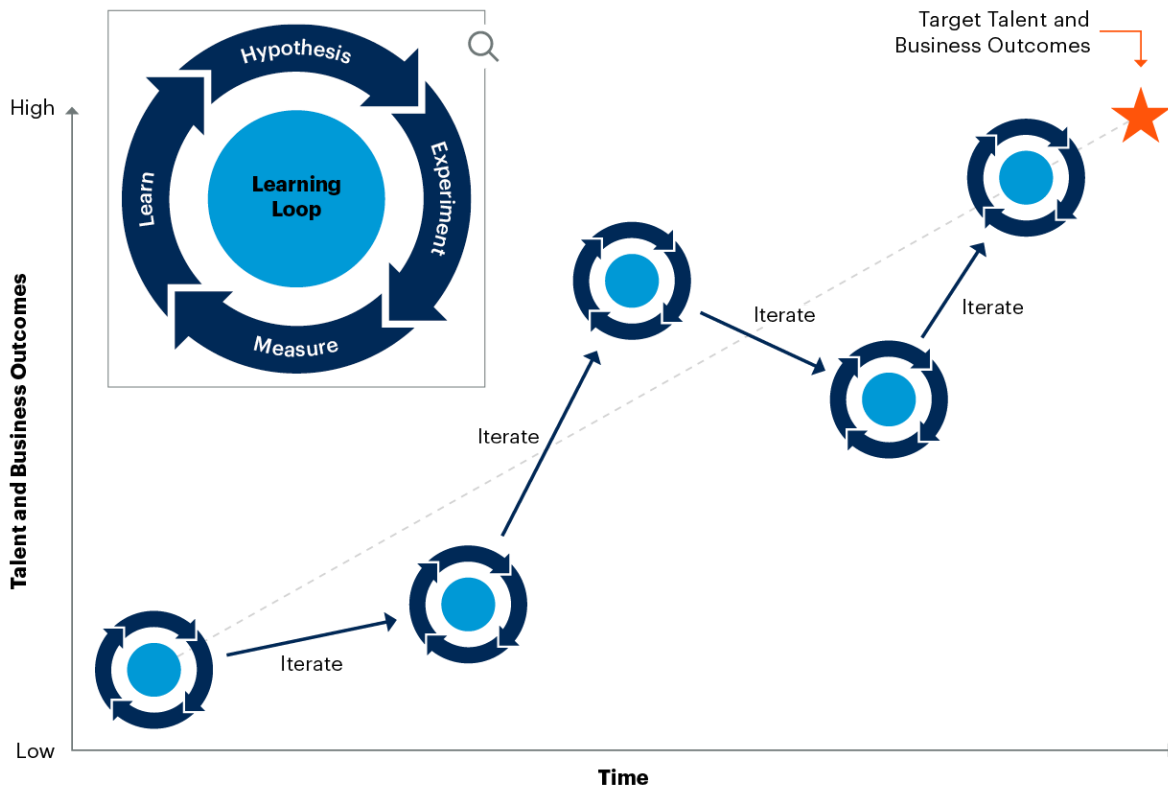 Target Talent and
Business Outcomes
High
Hypothesis
Experiment
Measure
Learn
Learning
Loop
Iterate
Iterate
Iterate
Iterate
Talent and Business Outcomes
Low
Time